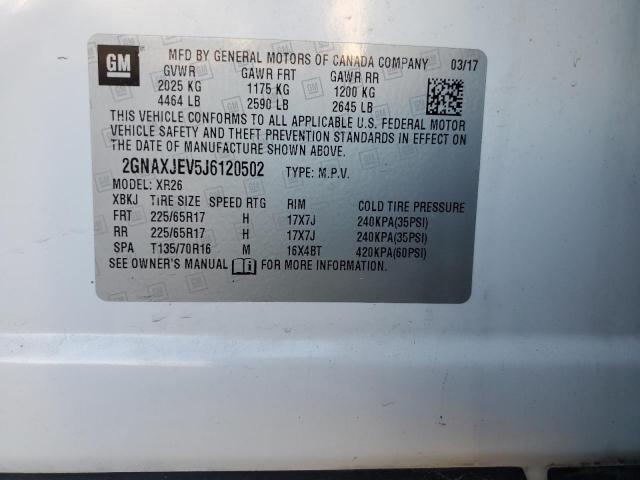 GM
MFD BY GENERAL MOTORS OF CANADA COMPANY 03/17
GVWR GAWR FRT GAWR RR
2025 KG 1175 KG 1200 KG
4464 LB 2590 LB 2645 LB
THIS VEHICLE CONFORMS TO ALL APPLICABLE U.S. FEDERAL MOTOR
VEHICLE SAFETY AND THEFT PREVENTION STANDARDS IN EFFECT ON
THE DATE OF MANUFACTURE SHOWN ABOVE.
2GNAXJEV5J6120502 TYPE: M.P.V.
MODEL: XR26
XBKJ TIRE SIZE SPEED RTG RIM COLD TIRE PRESSURE
FRT 225/65R17 H 17X7J 240KPA(35PSI)
RR 225/65R17 H 17X7J 240KPA(35PSI)
SPA T135/70R16 M 16X4BT 420KPA(60PSI)
SEE OWNER'S MANUAL FOR MORE INFORMATION.